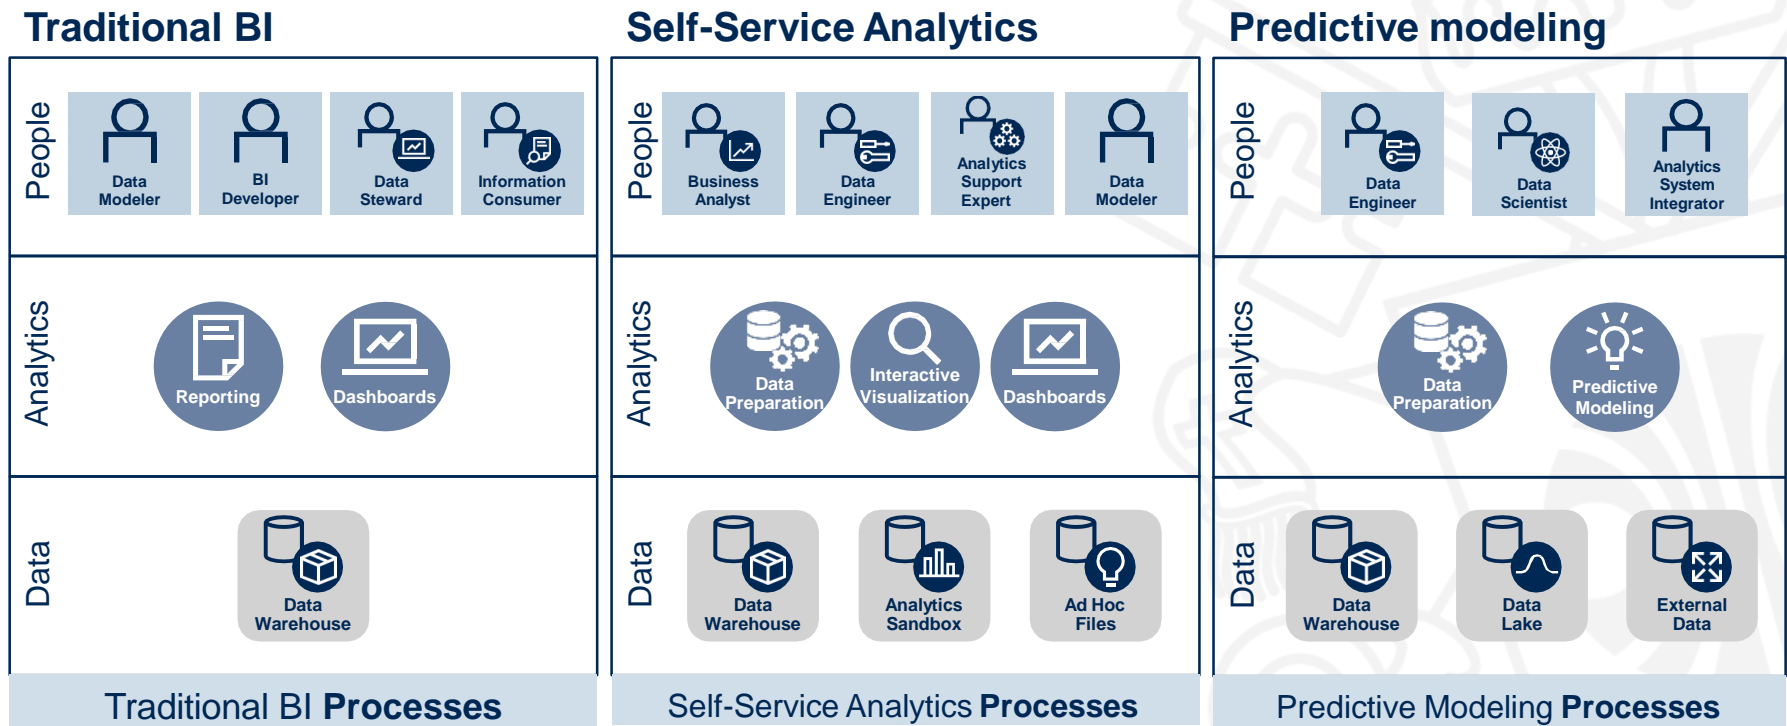 Traditional BI
People
Data
Modeler
BI
Developer
Data
Steward
Information
Consumer
Analytics
Reporting
Dashboards
Data
Data
Warehouse
Traditional BI Processes
Self-Service Analytics
People
Business
Analyst
Data
Engineer
Analytics
Support
Expert
Data
Modeler
Analytics
Data
Preparation
Interactive
Visualization
Dashboards
Data
Data
Warehouse
Analytics
Sandbox
Ad Hoc
Files
Self-Service Analytics Processes
Predictive modeling
People
Data
Engineer
Data
Scientist
Analytics
System
Integrator
Analytics
Data
Preparation
Predictive
Modeling
Data
Data
Warehouse
Data
Lake
External
Data
Predictive Modeling Processes